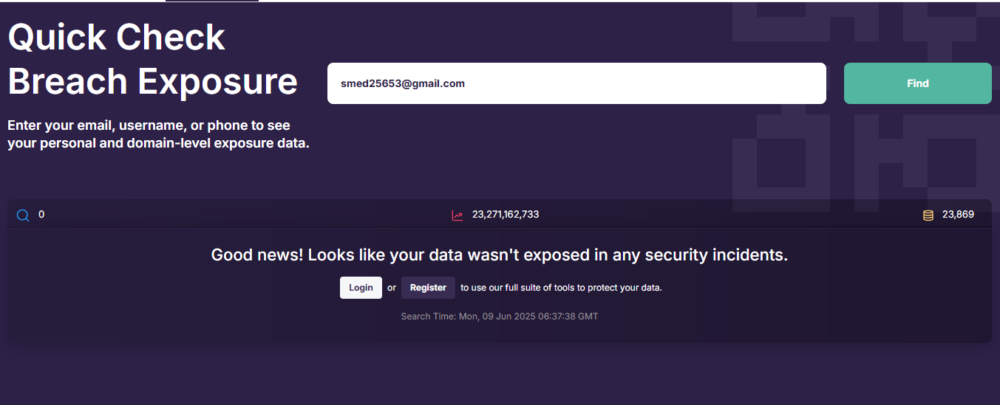 Quick Check
Breach Exposure
smed25653@gmail.com
Find
Enter your email, username, or phone to see
your personal and domain-level exposure data.
0
23,271,162,733
23,869
Good news! Looks like your data wasn't exposed in any security incidents.
Login or Register to use our full suite of tools to protect your data.
Search Time: Mon, 09 Jun 2025 06:37:38 GMT